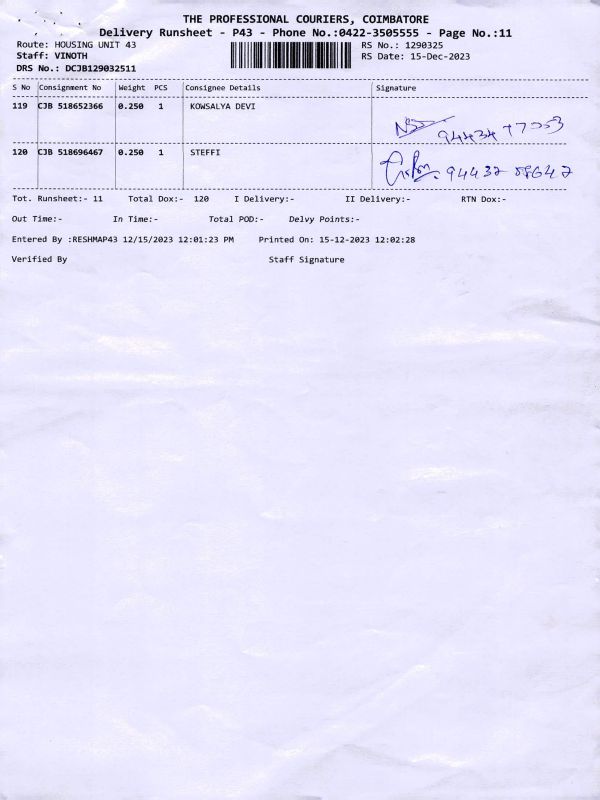 THE PROFESSIONAL COURIERS, COIMBATORE
Delivery Runsheet - P43 - Phone No.:0422-3505555 - Page No.:11
Route: HOUSING UNIT 43 RS No.: 1290325
Staff: VINOTH RS Date: 15-Dec-2023
DRS No.: DCJB129032511
S No Consignment No Weight PCS Consignee Details Signature
119 CJB 518652366 0.250 1 KOWSALYA DEVI
120 CJB 518696467 0.250 1 STEFFI
Tot. Runsheet:- 11 Total Dox:- 120 I Delivery:- II Delivery:- RTN Dox:-
Out Time:- In Time:- Total POD:- Delvy Points:-
Entered By :RESHMAP43 12/15/2023 12:01:23 PM Printed On: 15-12-2023 12:02:28
Verified By Staff Signature